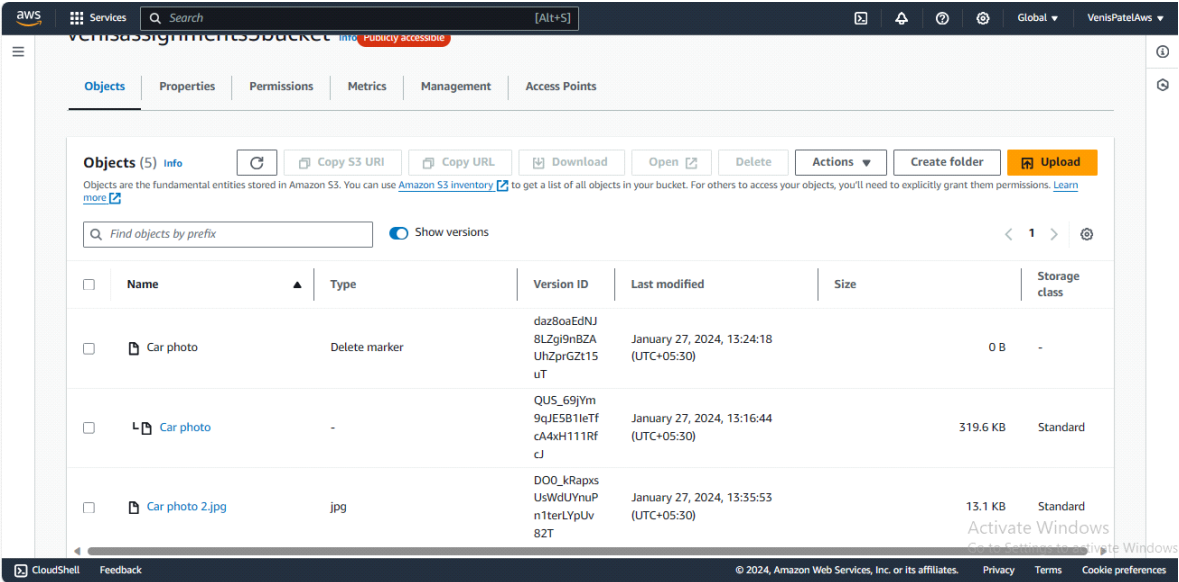 aws Services Search [Alt+S] Global VenisPatelAws
venisassignments3bucket Info Publicly accessible
Objects Properties Permissions Metrics Management Access Points
Objects (5) Info Copy S3 URI Copy URL Download Open Delete Actions Create folder Upload
Objects are the fundamental entities stored in Amazon S3. You can use Amazon S3 inventory to get a list of all objects in your bucket. For others to access your objects, you'll need to explicitly grant them permissions. Learn
more
Find objects by prefix Show versions 1
Name Type Version ID Last modified Size Storage
class
daz8oaEdNJ
8LZgi9nBZA
UhZprGZt15
uT
Car photo Delete marker January 27, 2024, 13:24:18
(UTC+05:30) 0 B -
QUS_69jYm
9qJE5B1IeTf
cA4xH111Rf
cJ
Car photo - January 27, 2024, 13:16:44
(UTC+05:30) 319.6 KB Standard
DO0_kRapxs
UsWdUYnuP
n1terLYpUv
82T
Car photo 2.jpg jpg January 27, 2024, 13:35:53
(UTC+05:30) 13.1 KB Standard
Activate Windows
Go to Settings to activate Windows
CloudShell Feedback © 2024, Amazon Web Services, Inc. or its affiliates. Privacy Terms Cookie preferences